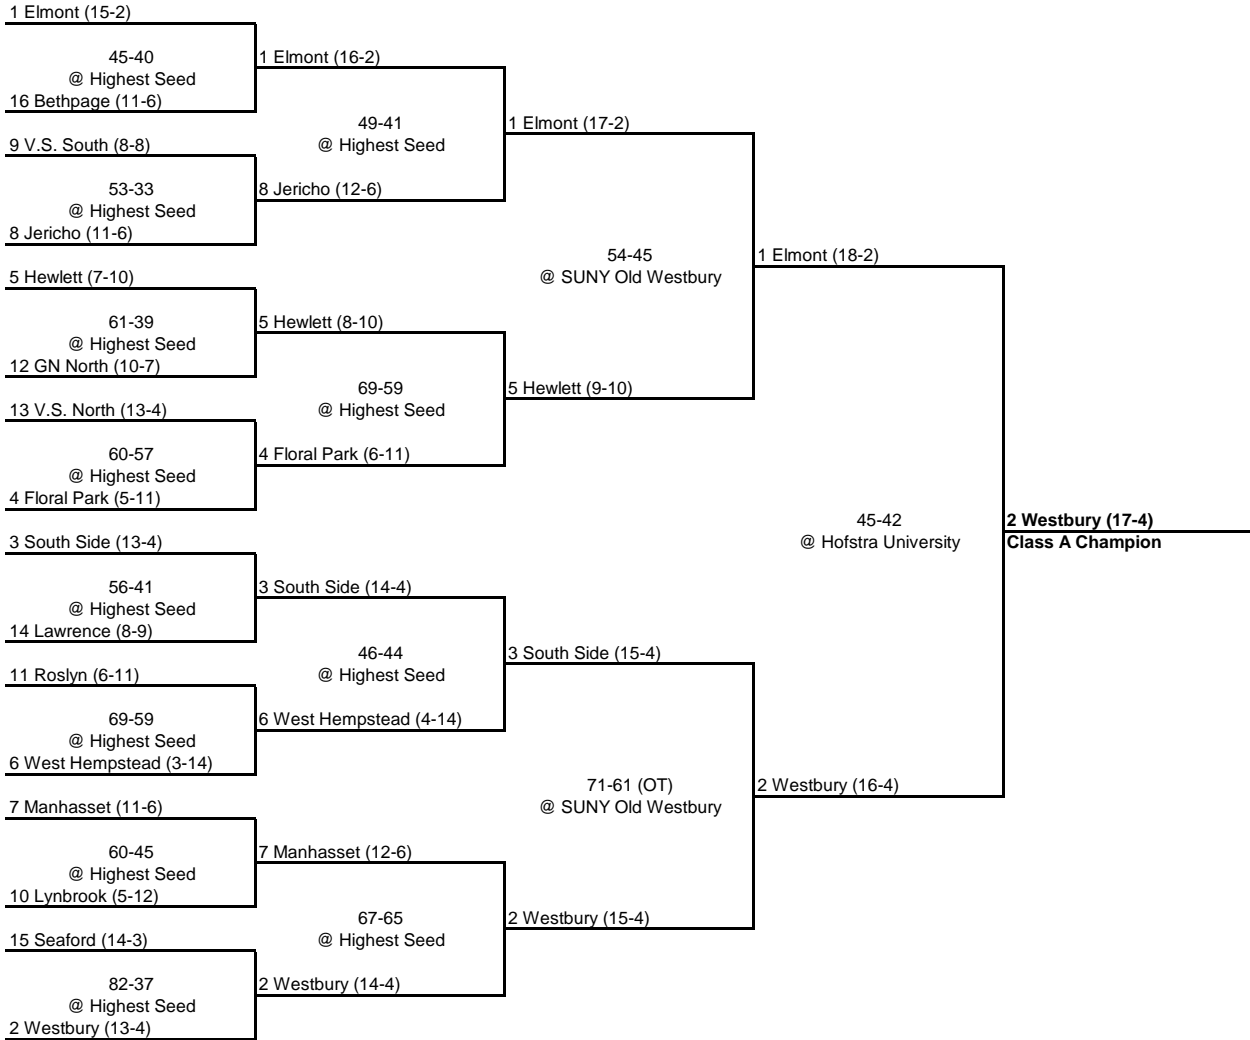 1 Elmont (15-2)
45-40
@ Highest Seed
16 Bethpage (11-6)
9 V.S. South (8-8)
53-33
@ Highest Seed
8 Jericho (11-6)
5 Hewlett (7-10)
61-39
@ Highest Seed
12 GN North (10-7)
13 V.S. North (13-4)
60-57
@ Highest Seed
4 Floral Park (5-11)
3 South Side (13-4)
56-41
@ Highest Seed
14 Lawrence (8-9)
11 Roslyn (6-11)
69-59
@ Highest Seed
6 West Hempstead (3-14)
7 Manhasset (11-6)
60-45
@ Highest Seed
10 Lynbrook (5-12)
15 Seaford (14-3)
82-37
@ Highest Seed
2 Westbury (13-4)
1 Elmont (16-2)
49-41
@ Highest Seed
8 Jericho (12-6)
5 Hewlett (8-10)
69-59
@ Highest Seed
4 Floral Park (6-11)
3 South Side (14-4)
46-44
@ Highest Seed
6 West Hempstead (4-14)
7 Manhasset (12-6)
67-65
@ Highest Seed
2 Westbury (14-4)
1 Elmont (17-2)
54-45
@ SUNY Old Westbury
5 Hewlett (9-10)
3 South Side (15-4)
71-61 (OT)
@ SUNY Old Westbury
2 Westbury (15-4)
1 Elmont (18-2)
45-42
@ Hofstra University
2 Westbury (16-4)
2 Westbury (17-4)
Class A Champion